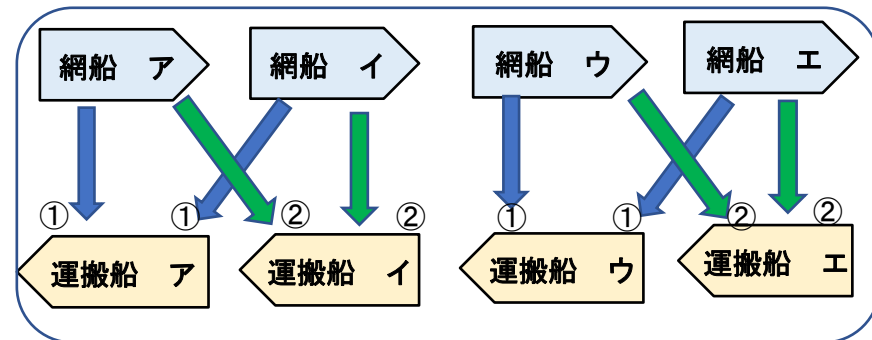 網船　ア
網船　イ
網船　ウ
網船　エ
① ① ② ② ① ① ② ②
運搬船　ア
運搬船　イ
運搬船　ウ
運搬船　エ